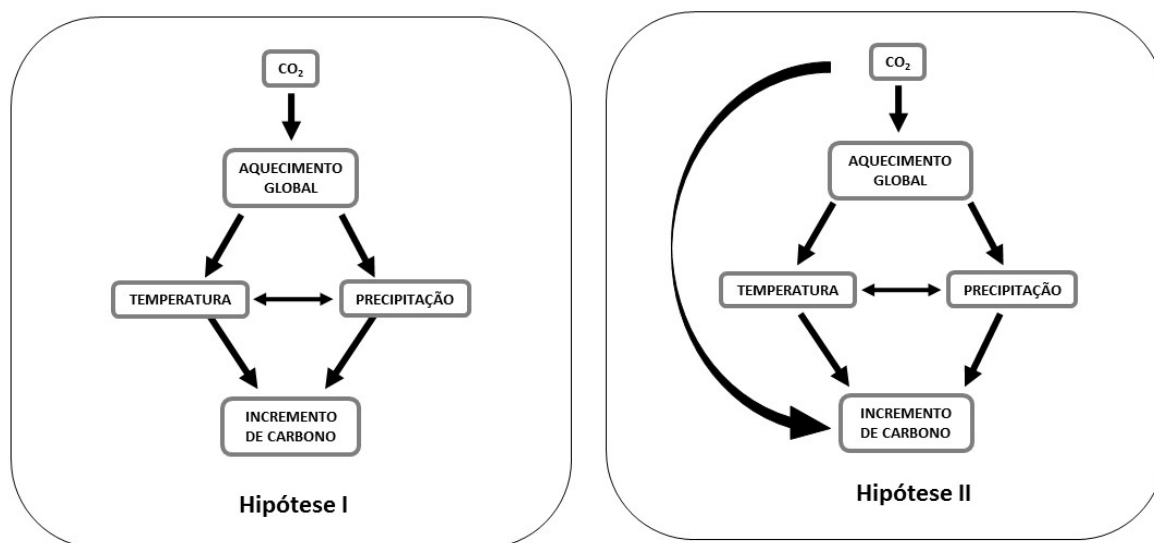 CO₂
AQUECIMENTO
GLOBAL
TEMPERATURA
PRECIPITAÇÃO
INCREMENTO
DE CARBONO
Hipótese I
CO₂
AQUECIMENTO
GLOBAL
TEMPERATURA
PRECIPITAÇÃO
INCREMENTO
DE CARBONO
Hipótese II